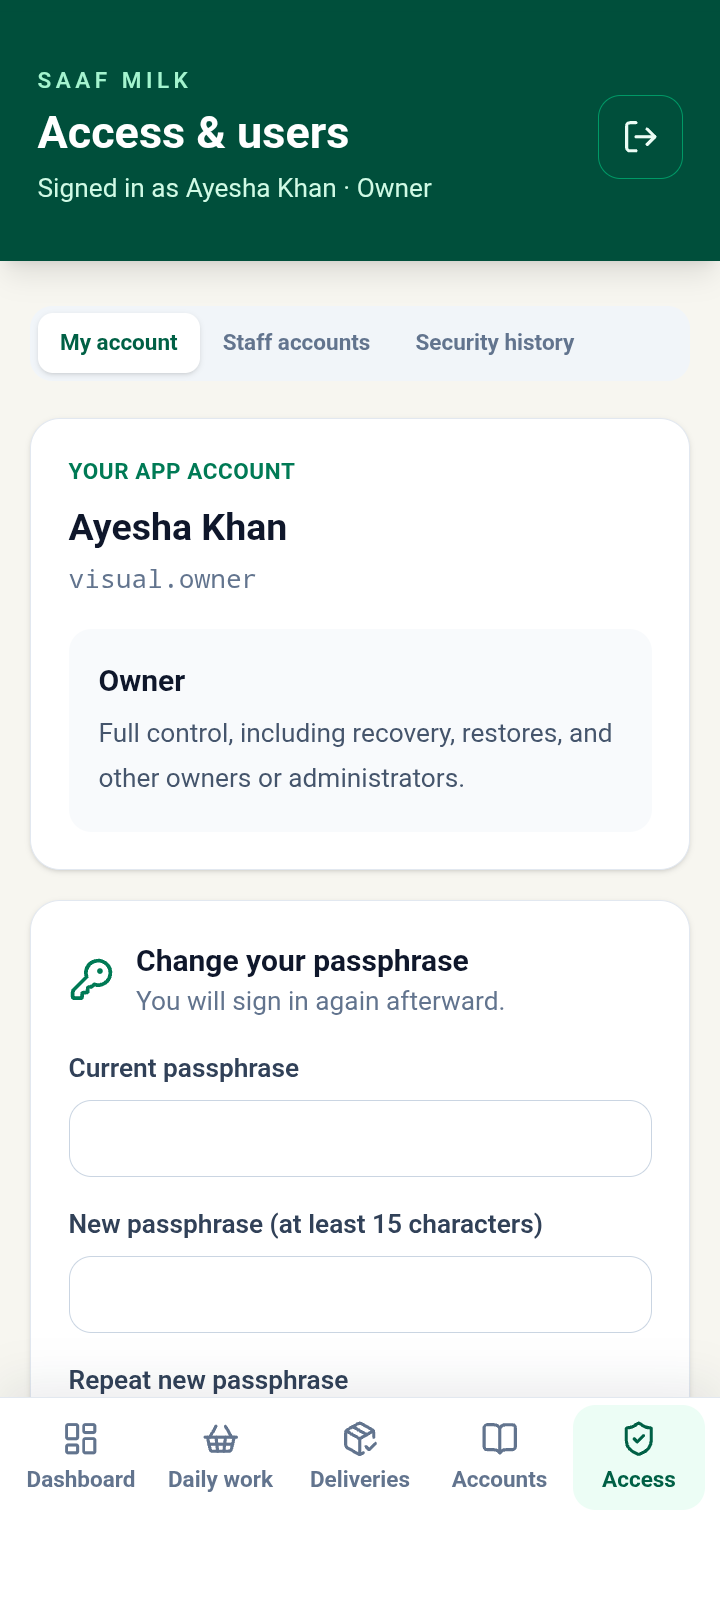 SAAF MILK
Access & users
Signed in as Ayesha Khan · Owner
My account
Staff accounts
Security history
YOUR APP ACCOUNT
Ayesha Khan
visual.owner
Owner
Full control, including recovery, restores, and
other owners or administrators.
Change your passphrase
You will sign in again afterward.
Current passphrase
New passphrase (at least 15 characters)
Repeat new passphrase
Dashboard
Daily work
Deliveries
Accounts
Access